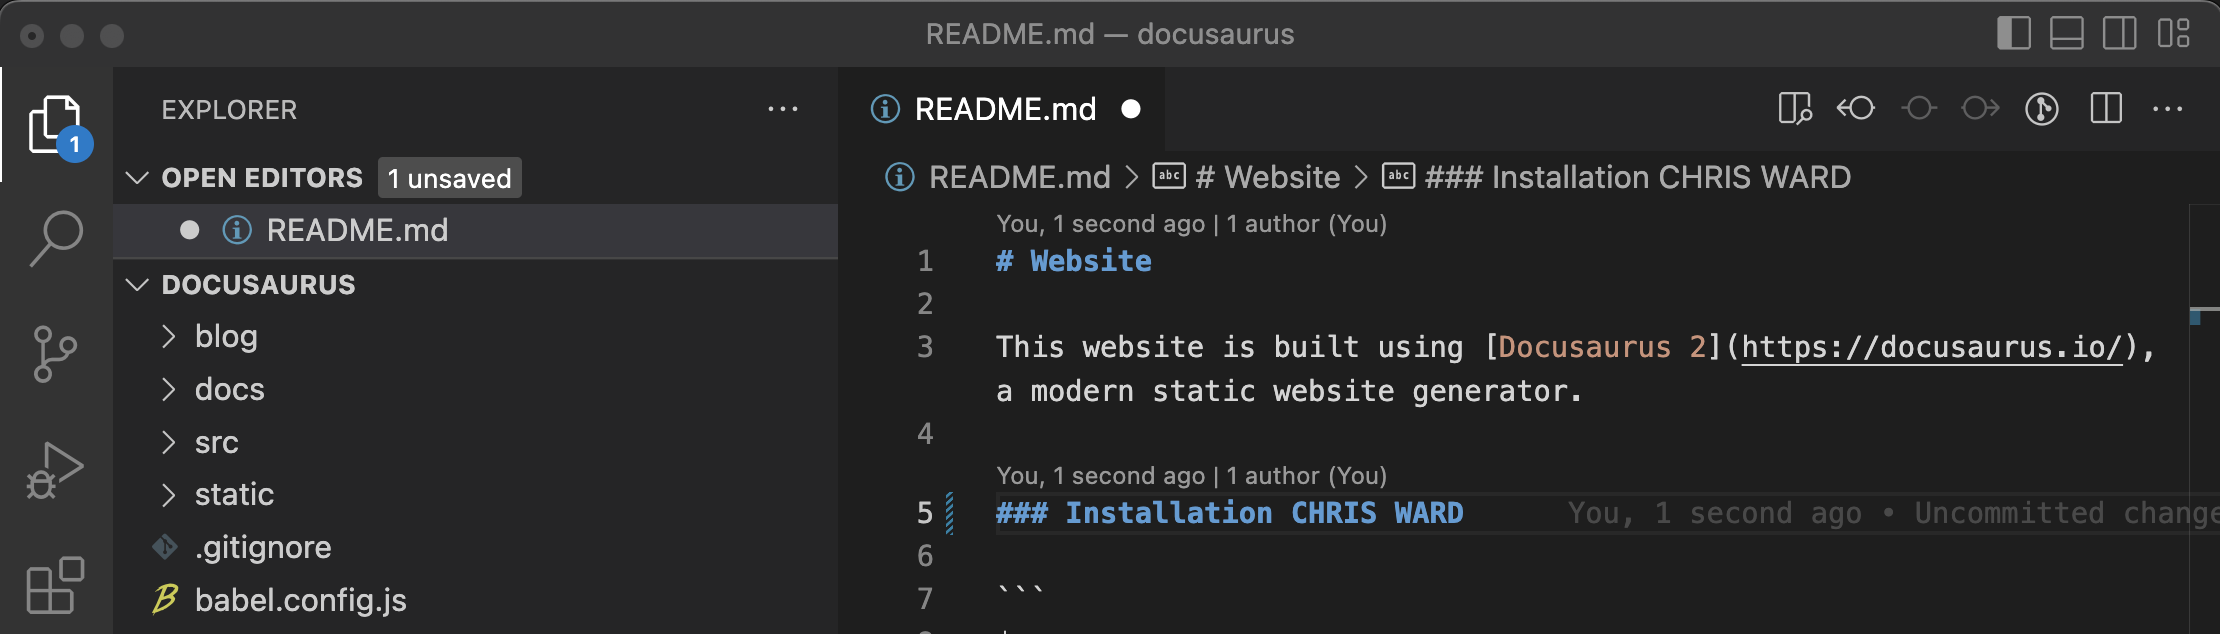 README.md — docusaurus
EXPLORER
1
OPEN EDITORS 1 unsaved
README.md
DOCUSAURUS
blog
docs
src
static
.gitignore
babel.config.js
README.md
README.md > # Website > ### Installation CHRIS WARD
You, 1 second ago | 1 author (You)
1 # Website
2
3 This website is built using [Docusaurus 2](https://docusaurus.io/),
a modern static website generator.
4
You, 1 second ago | 1 author (You)
5 ### Installation CHRIS WARD You, 1 second ago • Uncommitted change
6
7 ```